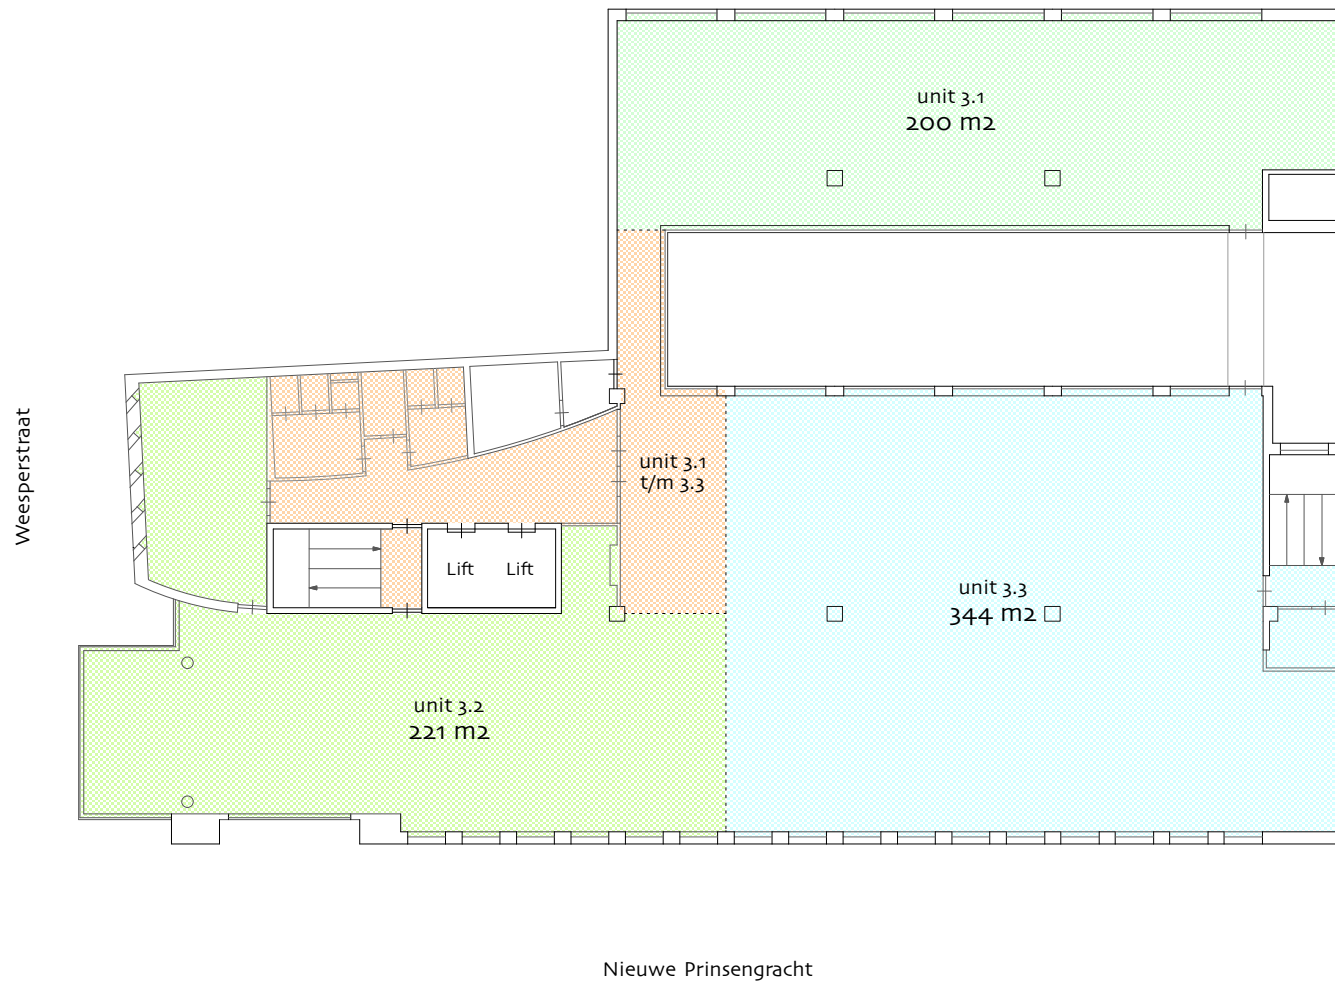 unit 3.1
200 m2
Weesperstraat
unit 3.1
t/m 3.3
Lift
Lift
unit 3.3
344 m2
unit 3.2
221 m2
Nieuwe Prinsengracht